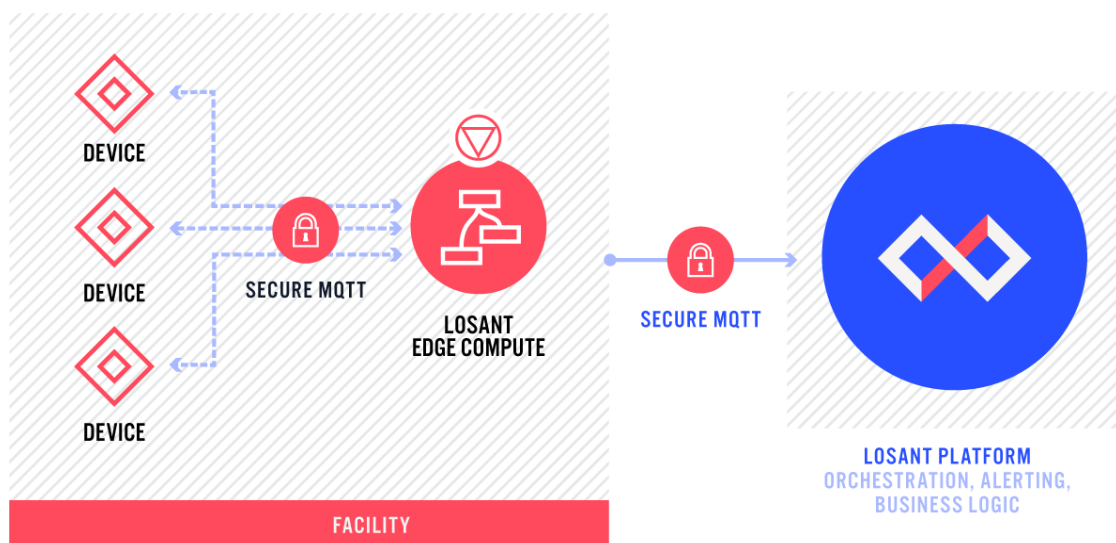 DEVICE
DEVICE
DEVICE
SECURE MQTT
LOSANT
EDGE COMPUTE
FACILITY
SECURE MQTT
LOSANT PLATFORM
ORCHESTRATION, ALERTING,
BUSINESS LOGIC